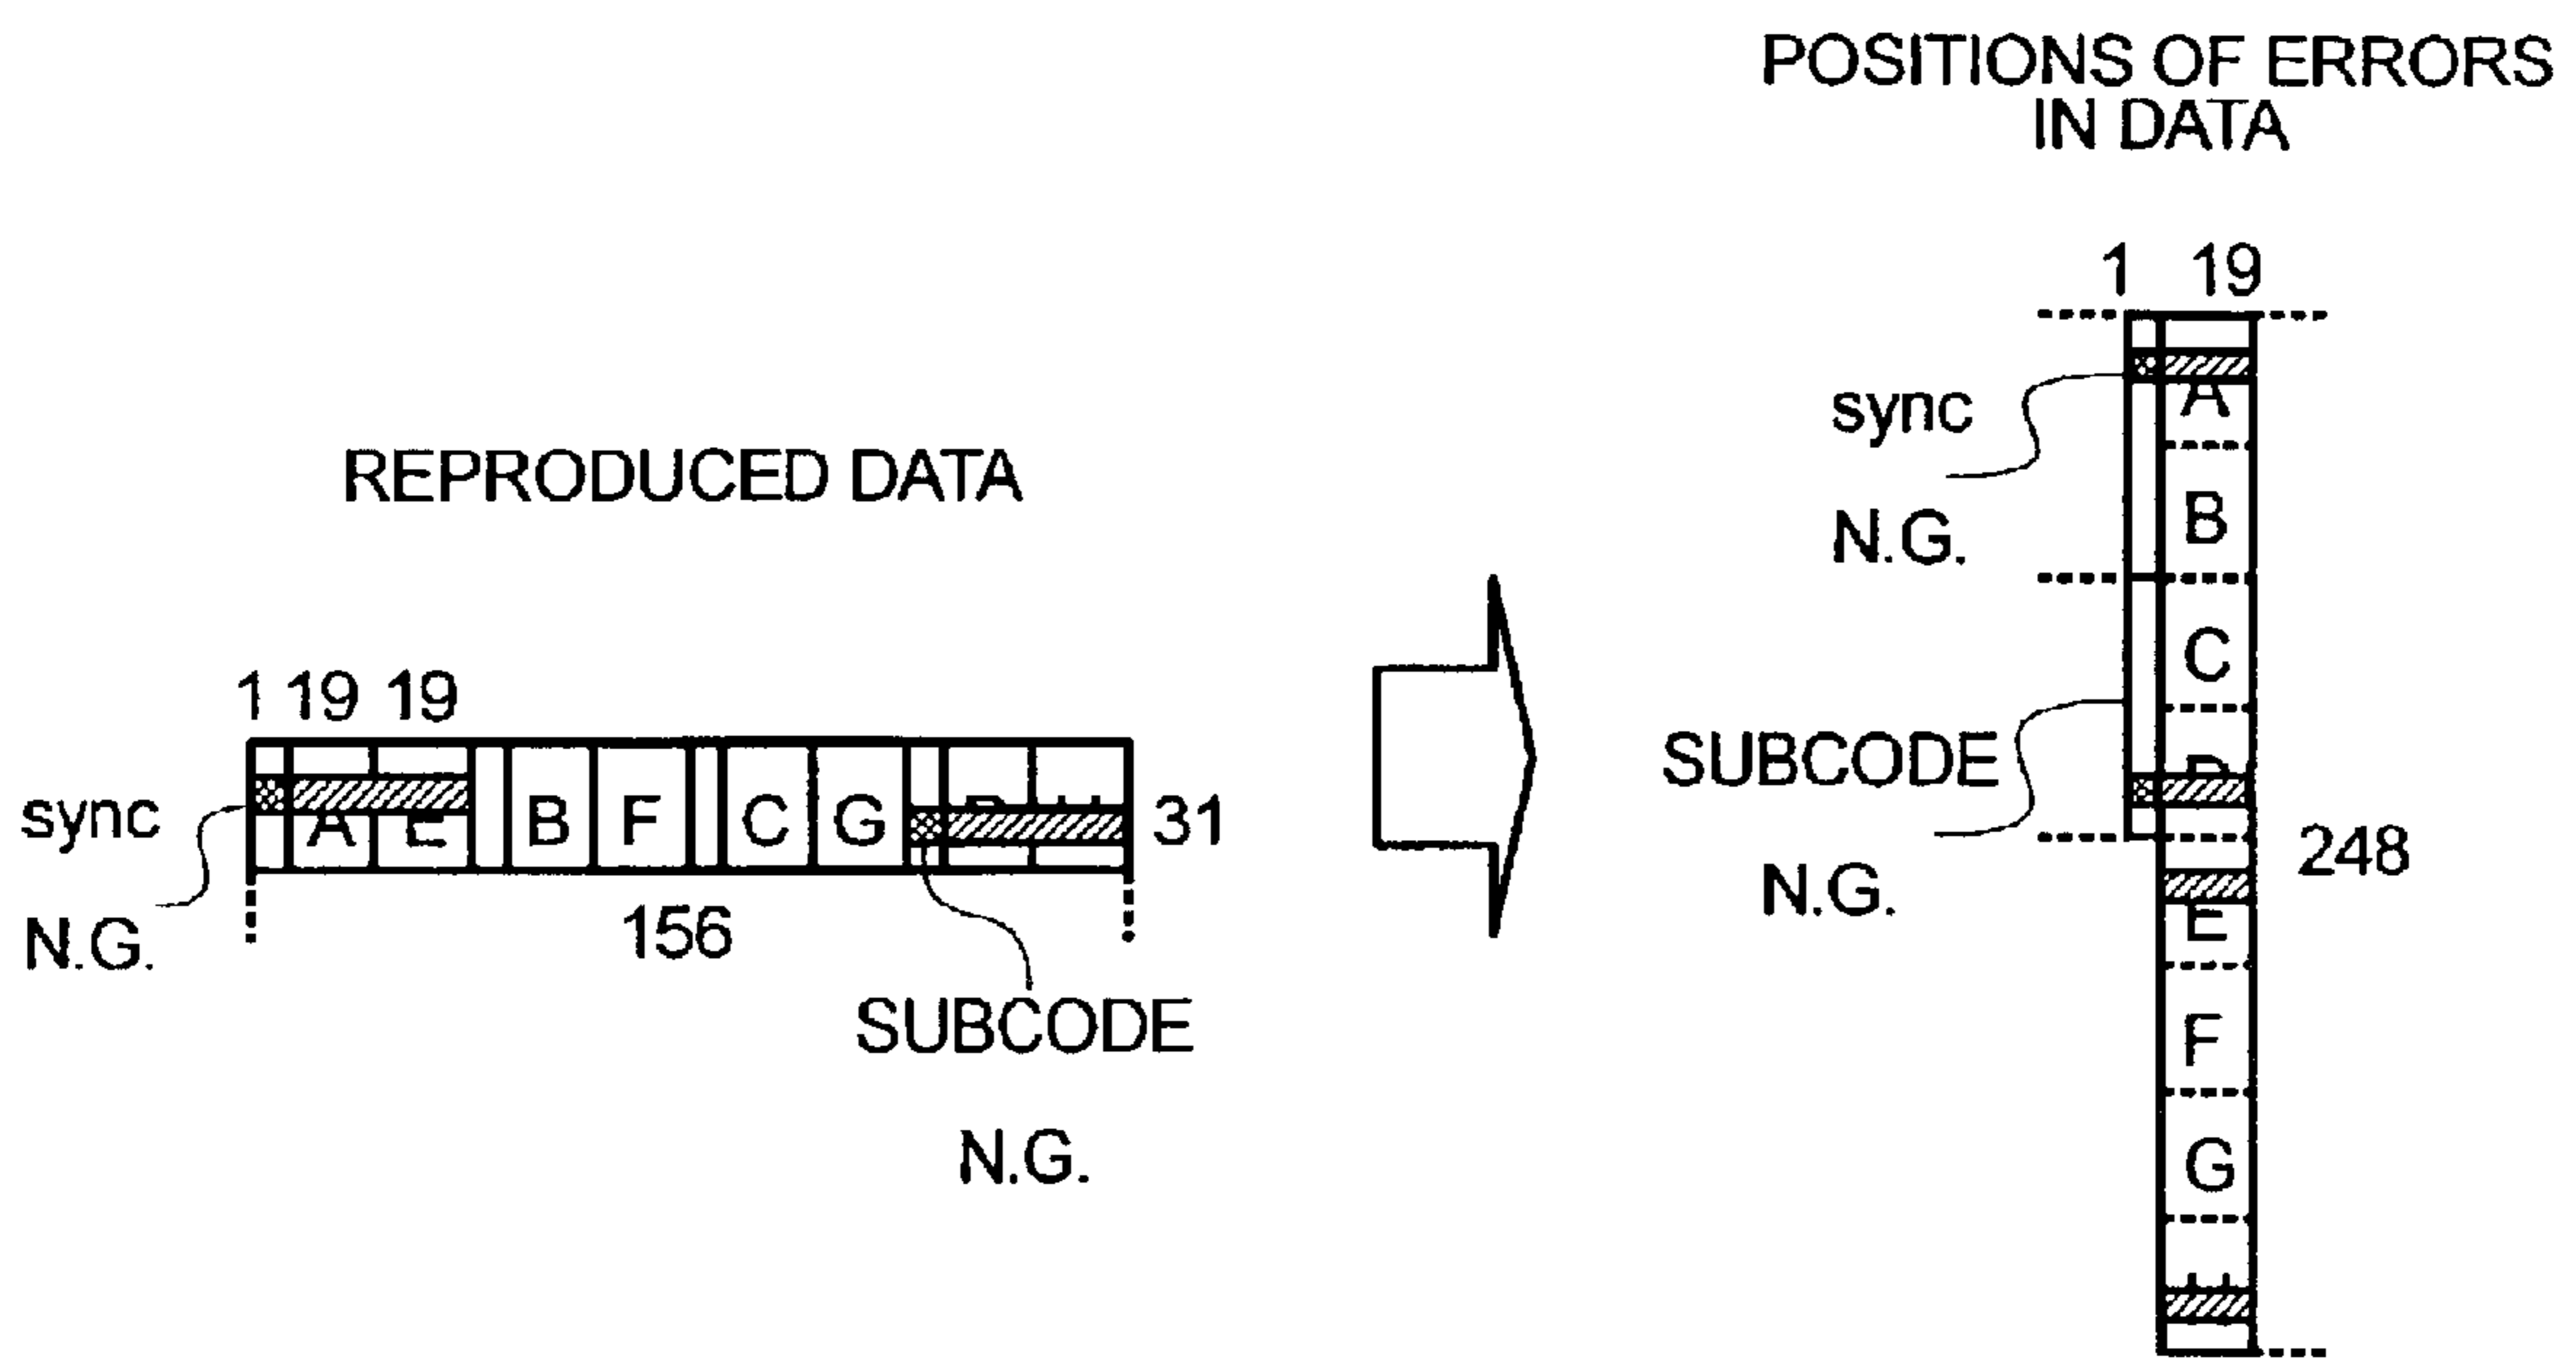 POSITIONS OF ERRORS
IN DATA
1 19
sync
N.G.
A
B
C
SUBCODE
N.G.
248
E
F
G
REPRODUCED DATA
1 19 19
sync
N.G.
A E B F C G
31
156
SUBCODE
N.G.